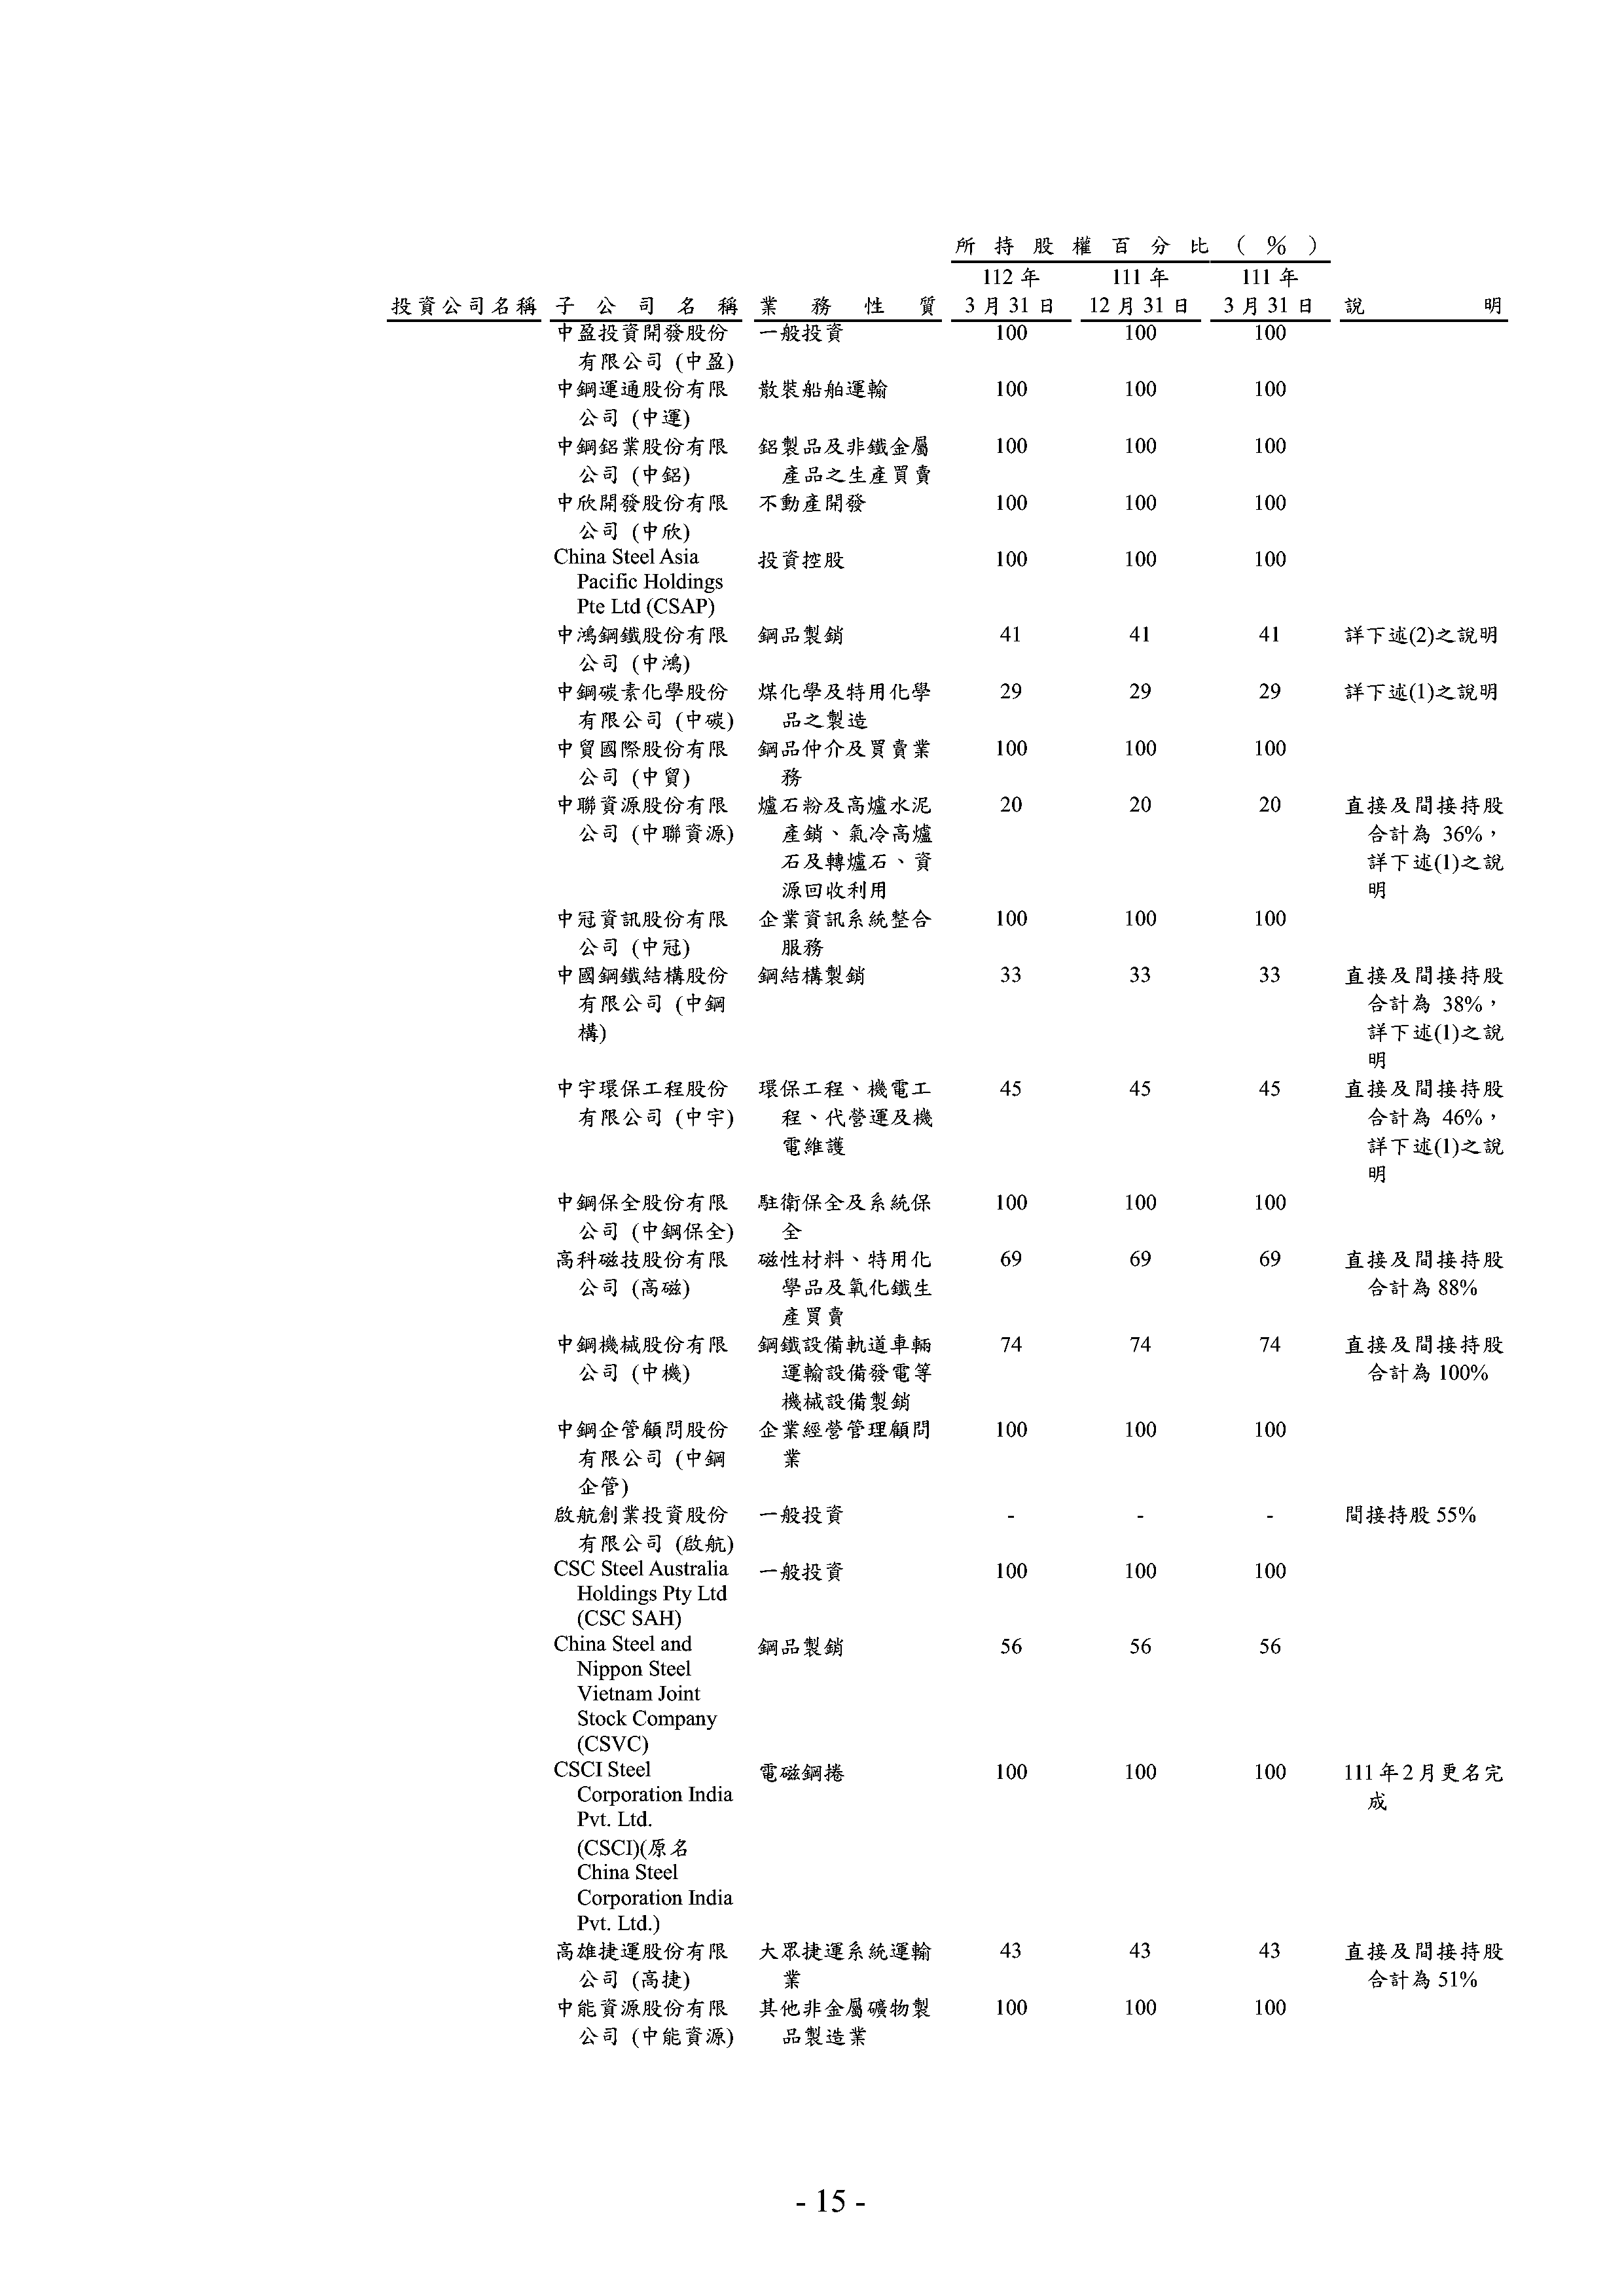 所持股權百分比（%）
112年 111年 111年
投資公司名稱 子公司名稱 業務性質 3月31日 12月31日 3月31日 說明
中盈投資開發股份 一般投資 100 100 100
有限公司 (中盈)
中鋼運通股份有限 散裝船舶運輸 100 100 100
公司 (中運)
中鋼鋁業股份有限 鋁製品及非鐵金屬 100 100 100
公司 (中鋁) 產品之生產買賣
中欣開發股份有限 不動產開發 100 100 100
公司 (中欣)
China Steel Asia 投資控股 100 100 100
Pacific Holdings
Pte Ltd (CSAP)
中鴻鋼鐵股份有限 鋼品製銷 41 41 41 詳下述(2)之說明
公司 (中鴻)
中鋼碳素化學股份 煤化學及特用化學 29 29 29 詳下述(1)之說明
有限公司 (中碳) 品之製造
中貿國際股份有限 鋼品仲介及買賣業 100 100 100
公司 (中貿) 務
中聯資源股份有限 爐石粉及高爐水泥 20 20 20 直接及間接持股
公司 (中聯資源) 產銷、氣冷高爐 合計為 36%，
石及轉爐石、資 詳下述(1)之說
源回收利用 明
中冠資訊股份有限 企業資訊系統整合 100 100 100
公司 (中冠) 服務
中國鋼鐵結構股份 鋼結構製銷 33 33 33 直接及間接持股
有限公司 (中鋼 合計為 38%，
構) 詳下述(1)之說
明
中宇環保工程股份 環保工程、機電工 45 45 45 直接及間接持股
有限公司 (中宇) 程、代營運及機 合計為 46%，
電維護 詳下述(1)之說
明
中鋼保全股份有限 駐衛保全及系統保 100 100 100
公司 (中鋼保全) 全
高科磁技股份有限 磁性材料、特用化 69 69 69 直接及間接持股
公司 (高磁) 學品及氧化鐵生 合計為 88%
產買賣
中鋼機械股份有限 鋼鐵設備軌道車輛 74 74 74 直接及間接持股
公司 (中機) 運輸設備發電等 合計為 100%
機械設備製銷
中鋼企管顧問股份 企業經營管理顧問 100 100 100
有限公司 (中鋼 業
企管)
啟航創業投資股份 一般投資 - - - 間接持股 55%
有限公司 (啟航)
CSC Steel Australia 一般投資 100 100 100
Holdings Pty Ltd
(CSC SAH)
China Steel and 鋼品製銷 56 56 56
Nippon Steel
Vietnam Joint
Stock Company
(CSVC)
CSCI Steel 電磁鋼捲 100 100 100 111年2月更名完
Corporation India 成
Pvt. Ltd.
(CSCI)(原名
China Steel
Corporation India
Pvt. Ltd.)
高雄捷運股份有限 大眾捷運系統運輸 43 43 43 直接及間接持股
公司 (高捷) 業 合計為 51%
中能資源股份有限 其他非金屬礦物製 100 100 100
公司 (中能資源) 品製造業
- 15 -